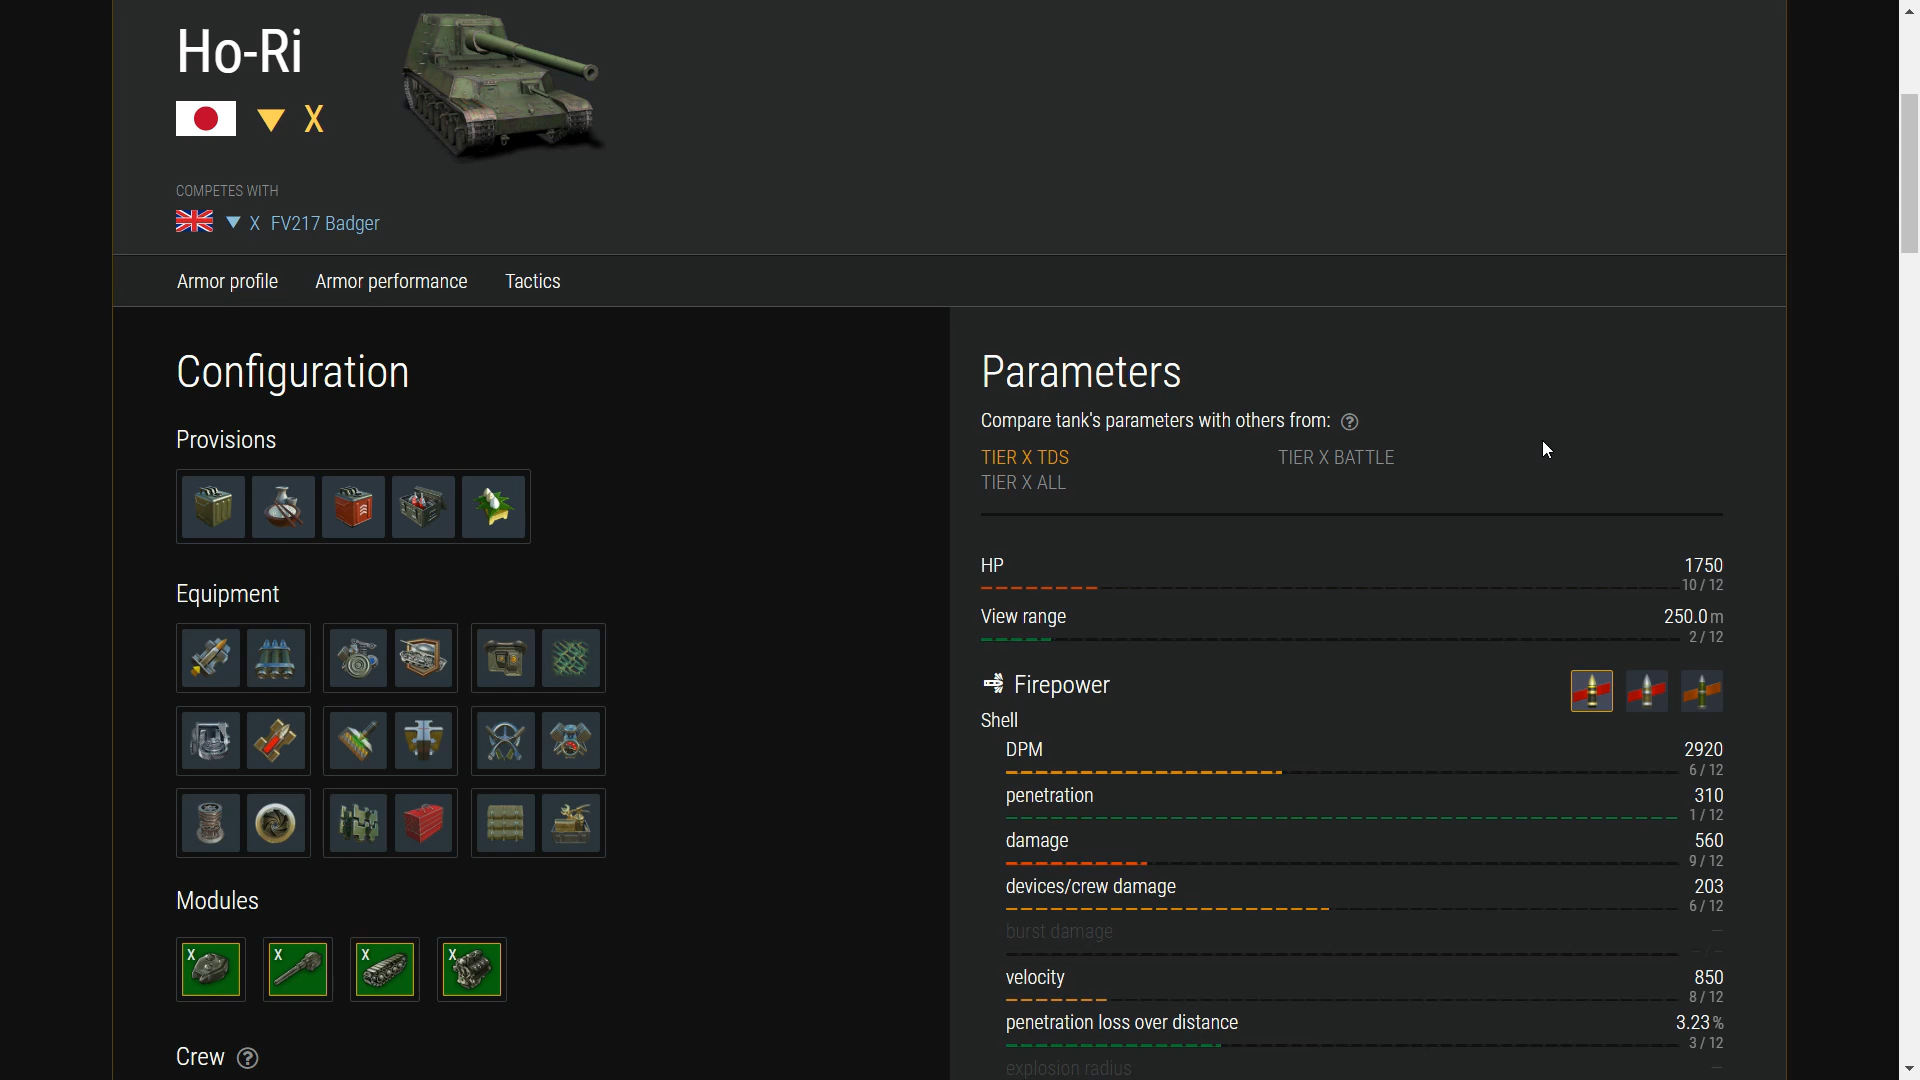 Ho-Ri
X
COMPETES WITH
X FV217 Badger
Armor profile Armor performance Tactics
Configuration
Provisions
Equipment
Modules
X X X X
Crew ?
Parameters
Compare tank's parameters with others from: ?
TIER X TDS TIER X BATTLE
TIER X ALL
HP 1750
10 / 12
View range 250.0 m
2 / 12
Firepower
Shell
DPM 2920
6 / 12
penetration 310
1 / 12
damage 560
9 / 12
devices/crew damage 203
6 / 12
burst damage —
velocity 850
8 / 12
penetration loss over distance 3.23 %
3 / 12
explosion radius —